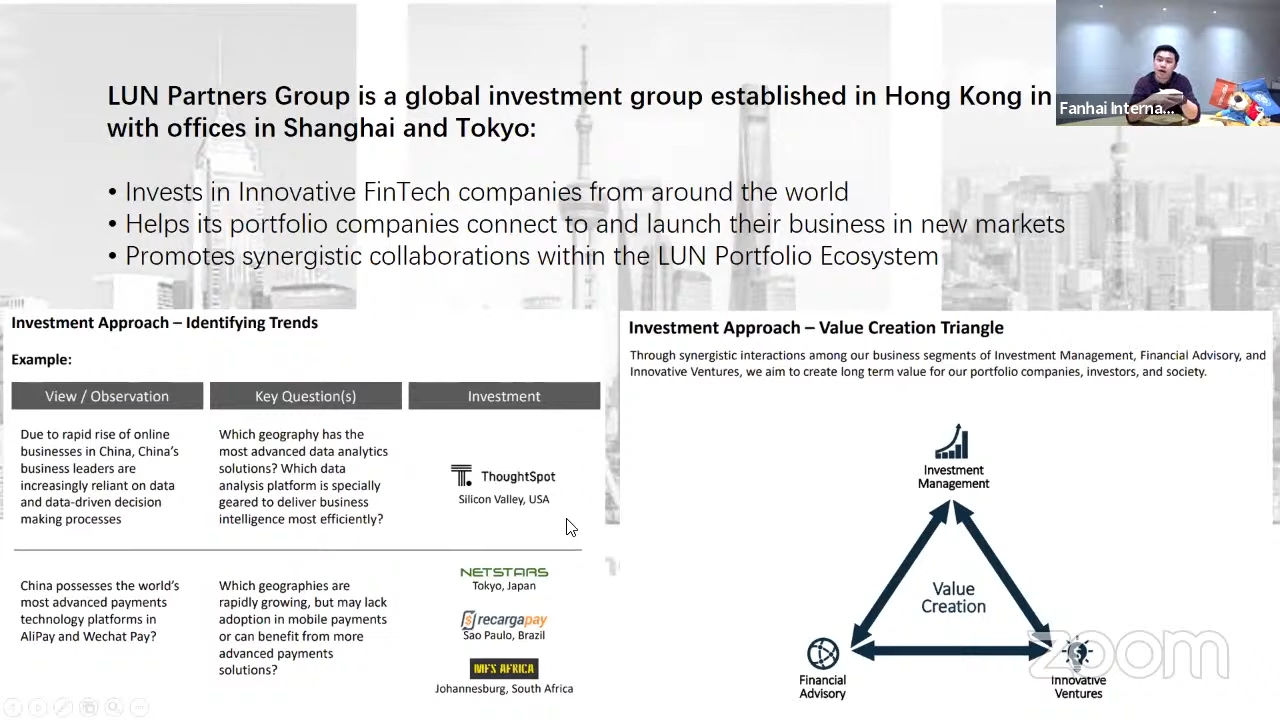 LUN Partners Group is a global investment group established in Hong Kong in
with offices in Shanghai and Tokyo:
• Invests in Innovative FinTech companies from around the world
• Helps its portfolio companies connect to and launch their business in new markets
• Promotes synergistic collaborations within the LUN Portfolio Ecosystem
Fanhai Interna...
Investment Approach – Identifying Trends
Example:
View / Observation
Key Question(s)
Investment
Due to rapid rise of online
businesses in China, China's
business leaders are
increasingly reliant on data
and data-driven decision
making processes
Which geography has the
most advanced data analytics
solutions? Which data
analysis platform is specially
geared to deliver business
intelligence most efficiently?
ThoughtSpot
Silicon Valley, USA
China possesses the world's
most advanced payments
technology platforms in
AliPay and Wechat Pay?
Which geographies are
rapidly growing, but may lack
adoption in mobile payments
or can benefit from more
advanced payments
solutions?
NETSTARS
Tokyo, Japan
recargapay
Sao Paulo, Brazil
MFS AFRICA
Johannesburg, South Africa
Investment Approach – Value Creation Triangle
Through synergistic interactions among our business segments of Investment Management, Financial Advisory, and
Innovative Ventures, we aim to create long term value for our portfolio companies, investors, and society.
Investment
Management
Value
Creation
Financial
Advisory
Innovative
Ventures
zoom